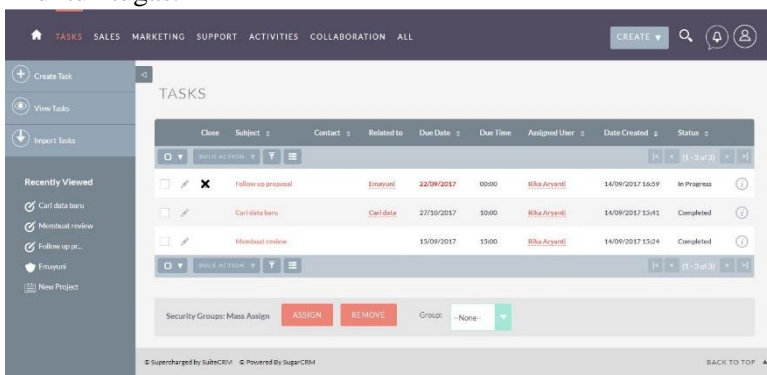 TASKS SALES MARKETING SUPPORT ACTIVITIES COLLABORATION ALL CREATE
Create Task
View Tasks
Import Tasks
Recently Viewed
Cari data baru
Membuat review
Follow up pr...
Emayuni
New Project
TASKS
Close Subject Contact Related to Due Date Due Time Assigned User Date Created Status
BULK ACTION (1 - 3 of 3)
Follow up proposal Emayuni 22/09/2017 00:00 Rika Aryanti 14/09/2017 16:59 In Progress
Cari data baru Cari data 27/10/2017 10:00 Rika Aryanti 14/09/2017 15:41 Completed
Membuat review 15/09/2017 15:00 Rika Aryanti 14/09/2017 15:24 Completed
BULK ACTION (1 - 3 of 3)
Security Groups: Mass Assign ASSIGN REMOVE Group: --None--
© Supercharged by SuiteCRM © Powered By SugarCRM BACK TO TOP